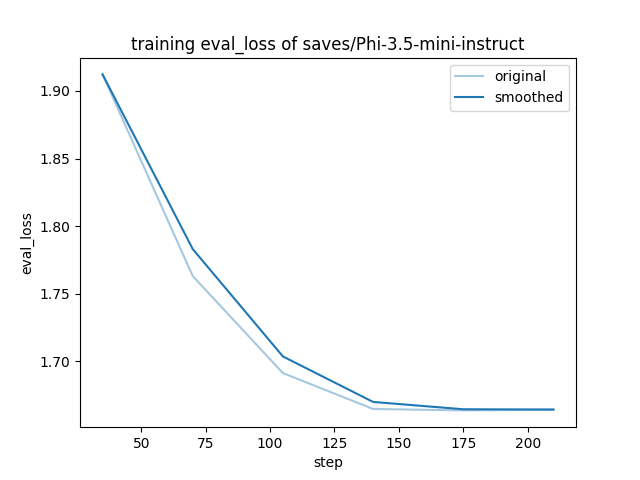 training eval_loss of saves/Phi-3.5-mini-instruct
original
smoothed
1.90
1.85
1.80
1.75
1.70
eval_loss
50 75 100 125 150 175 200
step